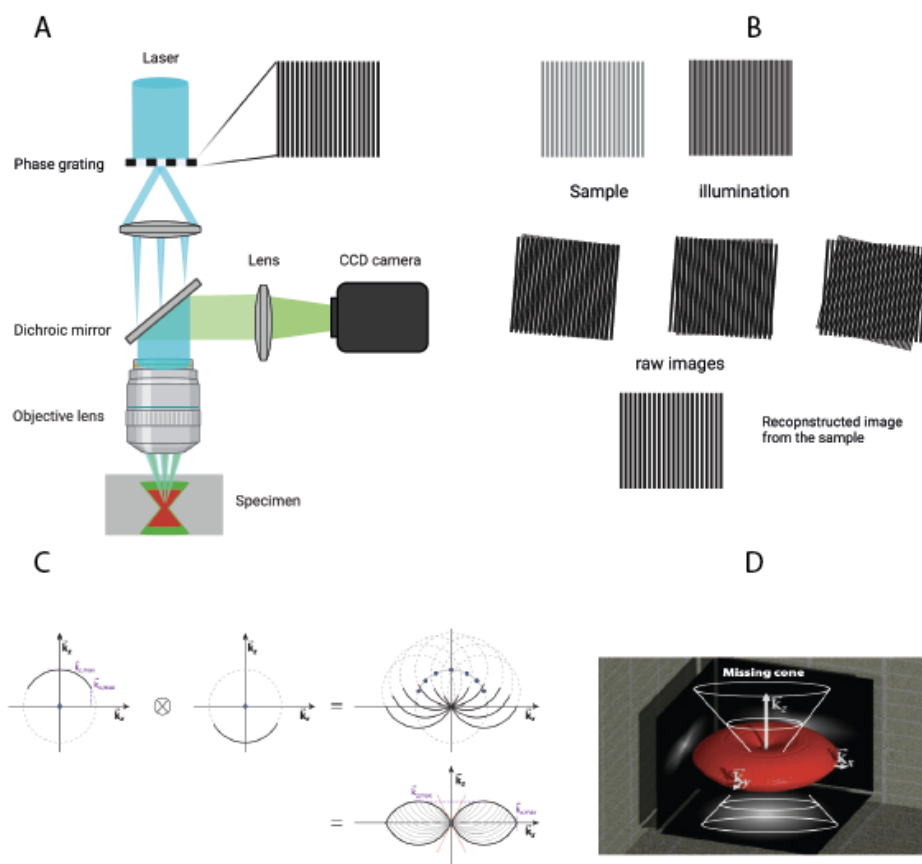 A
B
Laser
Phase grating
Lens
CCD camera
Dichroic mirror
Objective lens
Specimen
Sample
illumination
raw images
Recopnstructed image
from the sample
C
D
=
=
Missing cone
k z
k x
k y